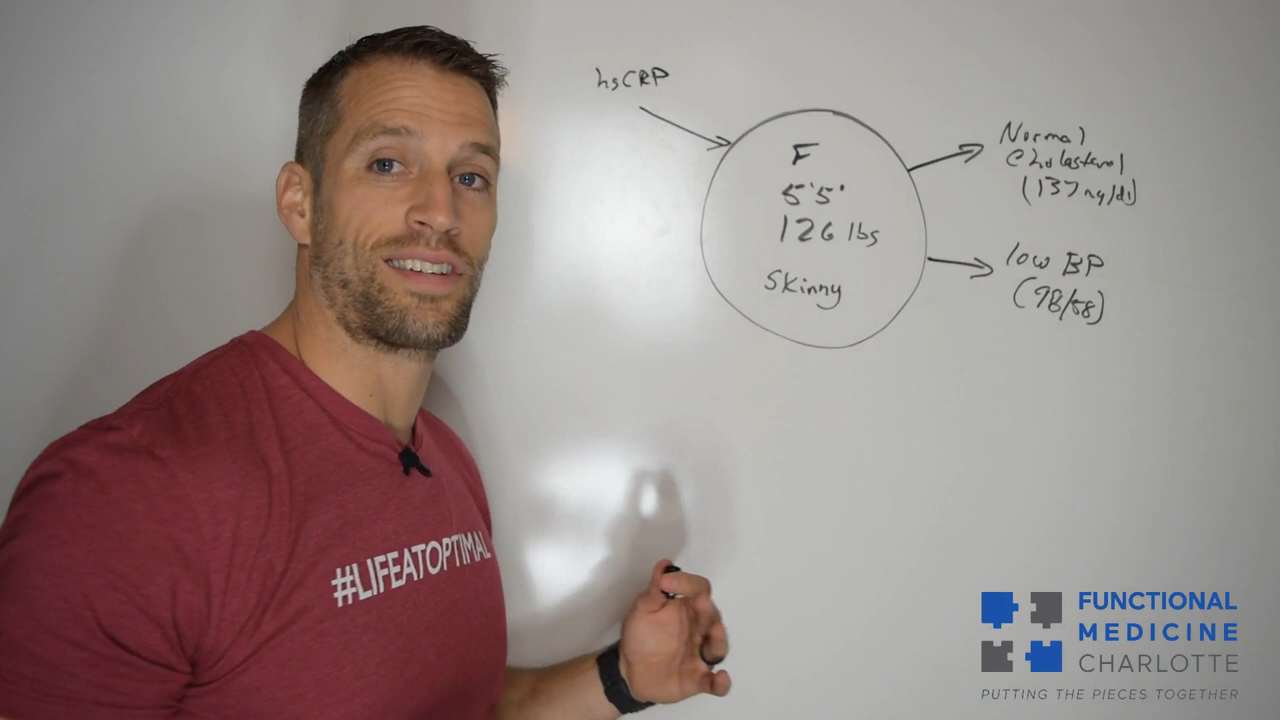 hsCRP
F
5'5"
126 lbs
Skinny
Normal
Cholesterol
(137 mg/dl)
low BP
(98/58)
#LIFEATOPTIMAL
FUNCTIONAL
MEDICINE
CHARLOTTE
PUTTING THE PIECES TOGETHER